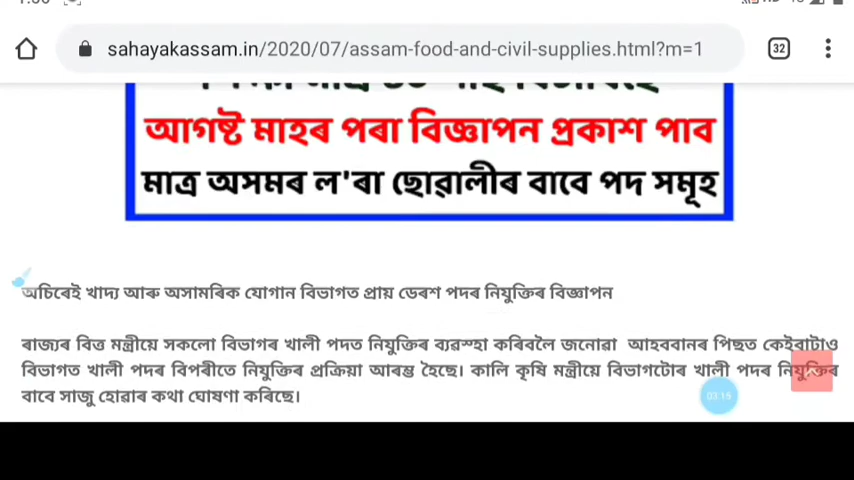 sahayakassam.in/2020/07/assam-food-and-civil-supplies.html?m=1
32
আগষ্ট মাহৰ পৰা বিজ্ঞাপন প্ৰকাশ পাব
মাত্ৰ অসমৰ ল'ৰা ছোৱালীৰ বাবে পদ সমূহ
অচিৰেই খাদ্য আৰু অসামৰিক যোগান বিভাগত প্ৰায় ডেৰশ পদৰ নিযুক্তিৰ বিজ্ঞাপন
ৰাজ্যৰ বিত্ত মন্ত্ৰীয়ে সকলো বিভাগৰ খালী পদত নিযুক্তিৰ ব্যৱস্হা কৰিবলৈ জনোৱা আহবানৰ পিছত কেইবাটাও
বিভাগত খালী পদৰ বিপৰীতে নিযুক্তিৰ প্ৰক্ৰিয়া আৰম্ভ হৈছে। কালি কৃষি মন্ত্ৰীয়ে বিভাগটোৰ খালী পদৰ নিযুক্তিৰ
বাবে সাজু হোৱাৰ কথা ঘোষণা কৰিছে।
03:16